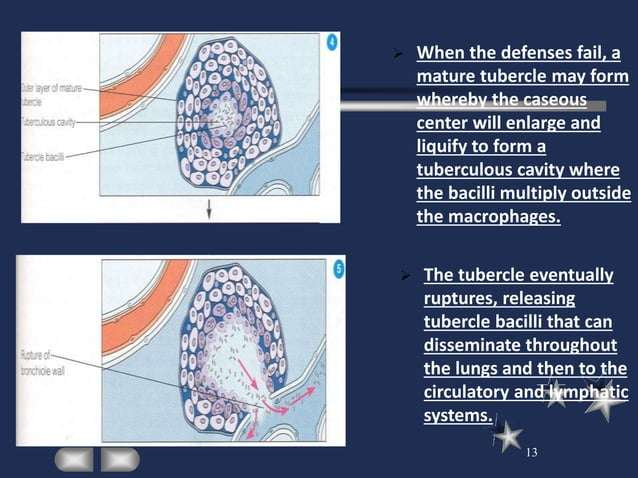 4
Outer layer of mature
tubercle
Tuberculous cavity
Tubercle bacilli
When the defenses fail, a
mature tubercle may form
whereby the caseous
center will enlarge and
liquify to form a
tuberculous cavity where
the bacilli multiply outside
the macrophages.
5
Rupture of
bronchiole wall
The tubercle eventually
ruptures, releasing
tubercle bacilli that can
disseminate throughout
the lungs and then to the
circulatory and lymphatic
systems.
13